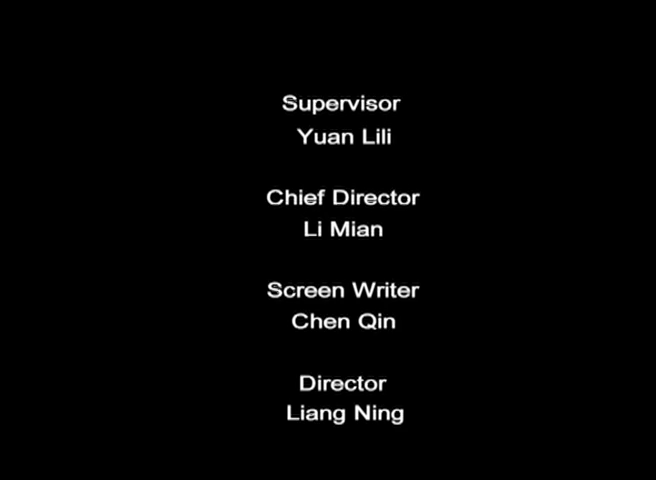 Supervisor
Yuan Lili
Chief Director
Li Mian
Screen Writer
Chen Qin
Director
Liang Ning